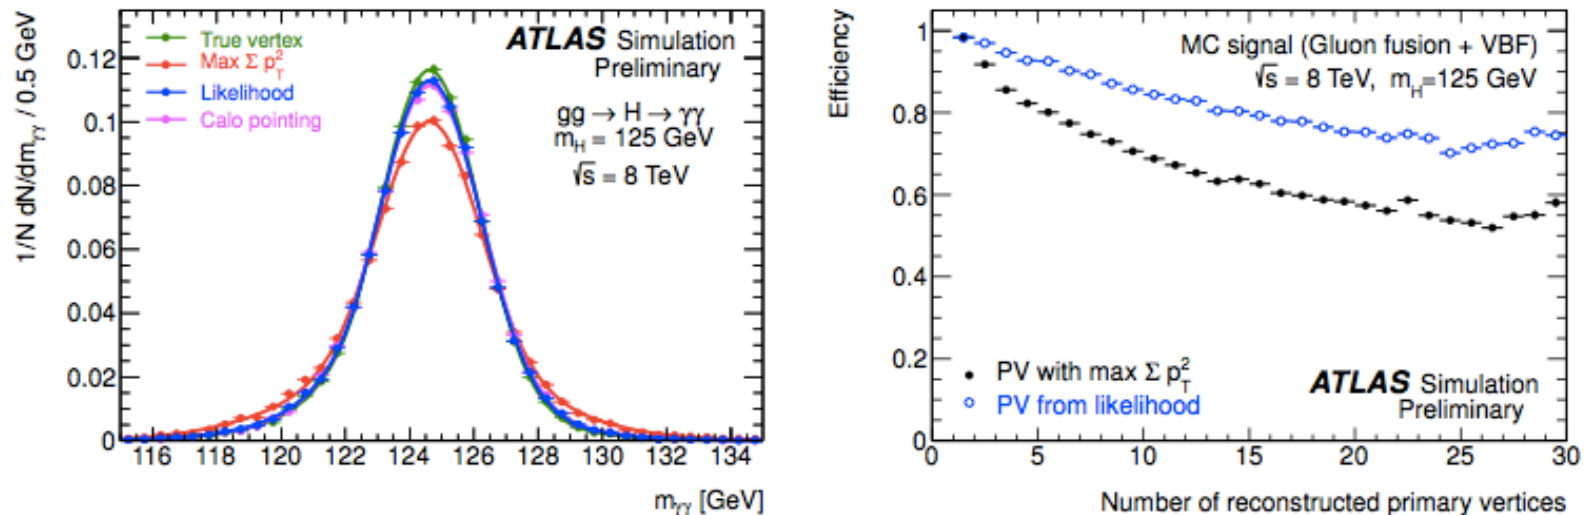 1/N dN/dmγγ / 0.5 GeV
0.12
0.1
0.08
0.06
0.04
0.02
0
True vertex
Max Σ p_T^2
Likelihood
Calo pointing
ATLAS Simulation
Preliminary
gg → H → γγ
m_H = 125 GeV
√s = 8 TeV
116 118 120 122 124 126 128 130 132 134
mγγ [GeV]
Efficiency
1
0.8
0.6
0.4
0.2
0
MC signal (Gluon fusion + VBF)
√s = 8 TeV, m_H=125 GeV
PV with max Σ p_T^2
PV from likelihood
ATLAS Simulation
Preliminary
0 5 10 15 20 25 30
Number of reconstructed primary vertices